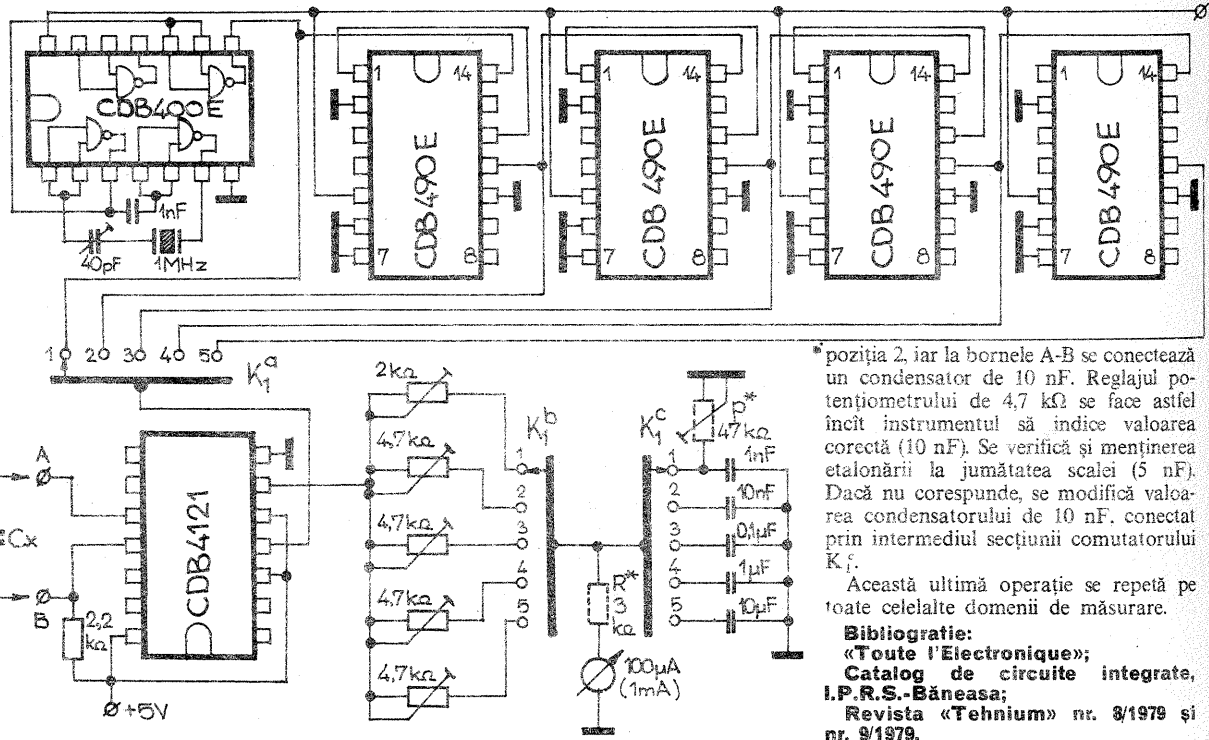 CDB400E
1nF
40pF
1MHz
1
14
CDB490E
7
8
1
14
CDB490E
7
8
1
14
CDB490E
7
8
1
14
CDB490E
7
8
1 2 3 4 5
K1a
A
Cx
B
2,2
kΩ
+5V
CDB4121
2kΩ
4,7kΩ
4,7kΩ
4,7kΩ
4,7kΩ
K1b
1
2
3
4
5
R*
3
kΩ
100µA
(1mA)
K1c
1
2
3
4
5
P*
47kΩ
1nF
10nF
0,1µF
1µF
10µF
poziția 2, iar la bornele A-B se conectează
un condensator de 10 nF. Reglajul po-
tențiometrului de 4,7 kΩ se face astfel
încît instrumentul să indice valoarea
corectă (10 nF). Se verifică și menținerea
etalonării la jumătatea scalei (5 nF).
Dacă nu corespunde, se modifică valoa-
rea condensatorului de 10 nF, conectat
prin intermediul secțiunii comutatorului
K1c.
Această ultimă operație se repetă pe
toate celelalte domenii de măsurare.
Bibliografie:
«Toute l'Electronique»;
Catalog de circuite integrate,
I.P.R.S.-Băneasa;
Revista «Tehnium» nr. 8/1979 și
nr. 9/1979.